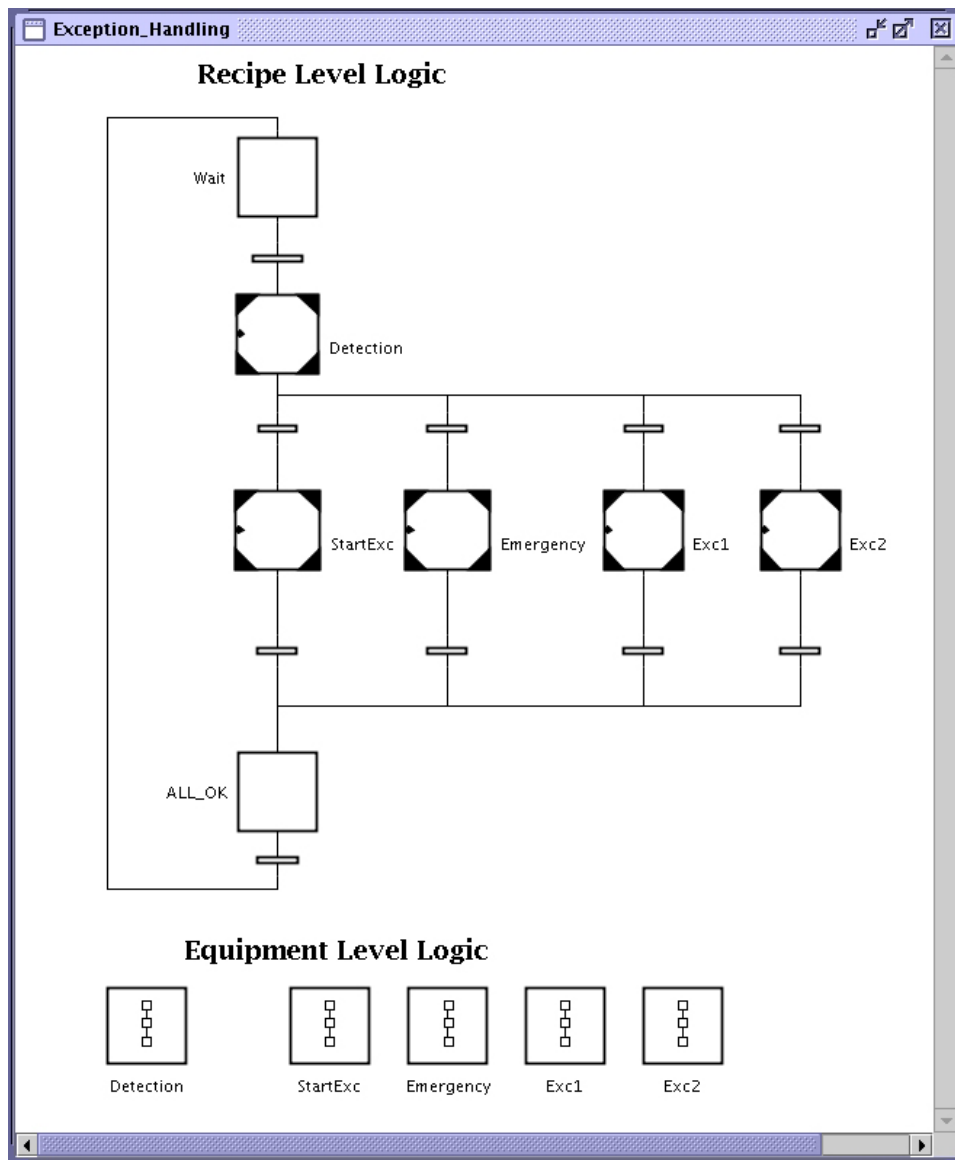 Exception_Handling
Recipe Level Logic
Wait
Detection
StartExc
Emergency
Exc1
Exc2
ALL_OK
Equipment Level Logic
Detection
StartExc
Emergency
Exc1
Exc2